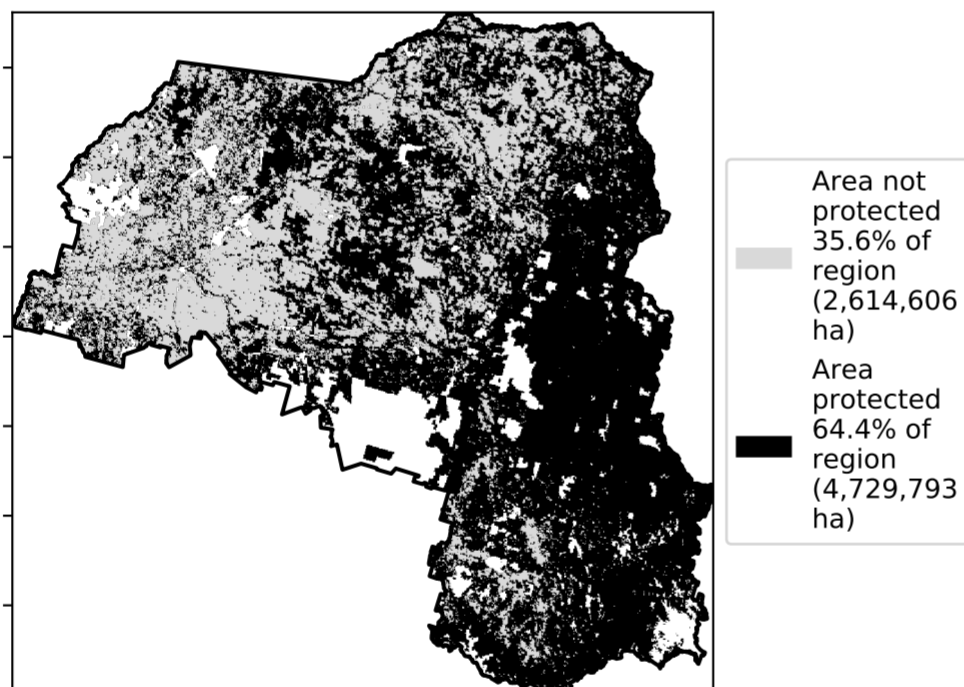 Area not
protected
35.6% of
region
(2,614,606
ha)
Area
protected
64.4% of
region
(4,729,793
ha)